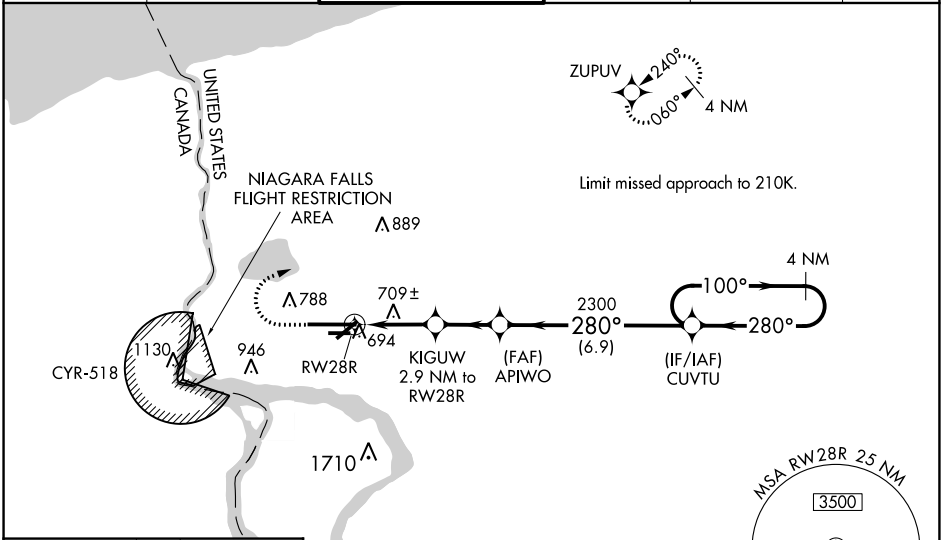 UNITED STATES
CANADA
ZUPUV
240°
060°
4 NM
Limit missed approach to 210K.
NIAGARA FALLS
FLIGHT RESTRICTION
AREA
889
4 NM
100°
788
709±
2300
280°
280°
(6.9)
694
RW28R
KIGUW
2.9 NM to
RW28R
(FAF)
APIWO
(IF/IAF)
CUVTU
1130
946
CYR-518
1710
MSA RW28R 25 NM
3500